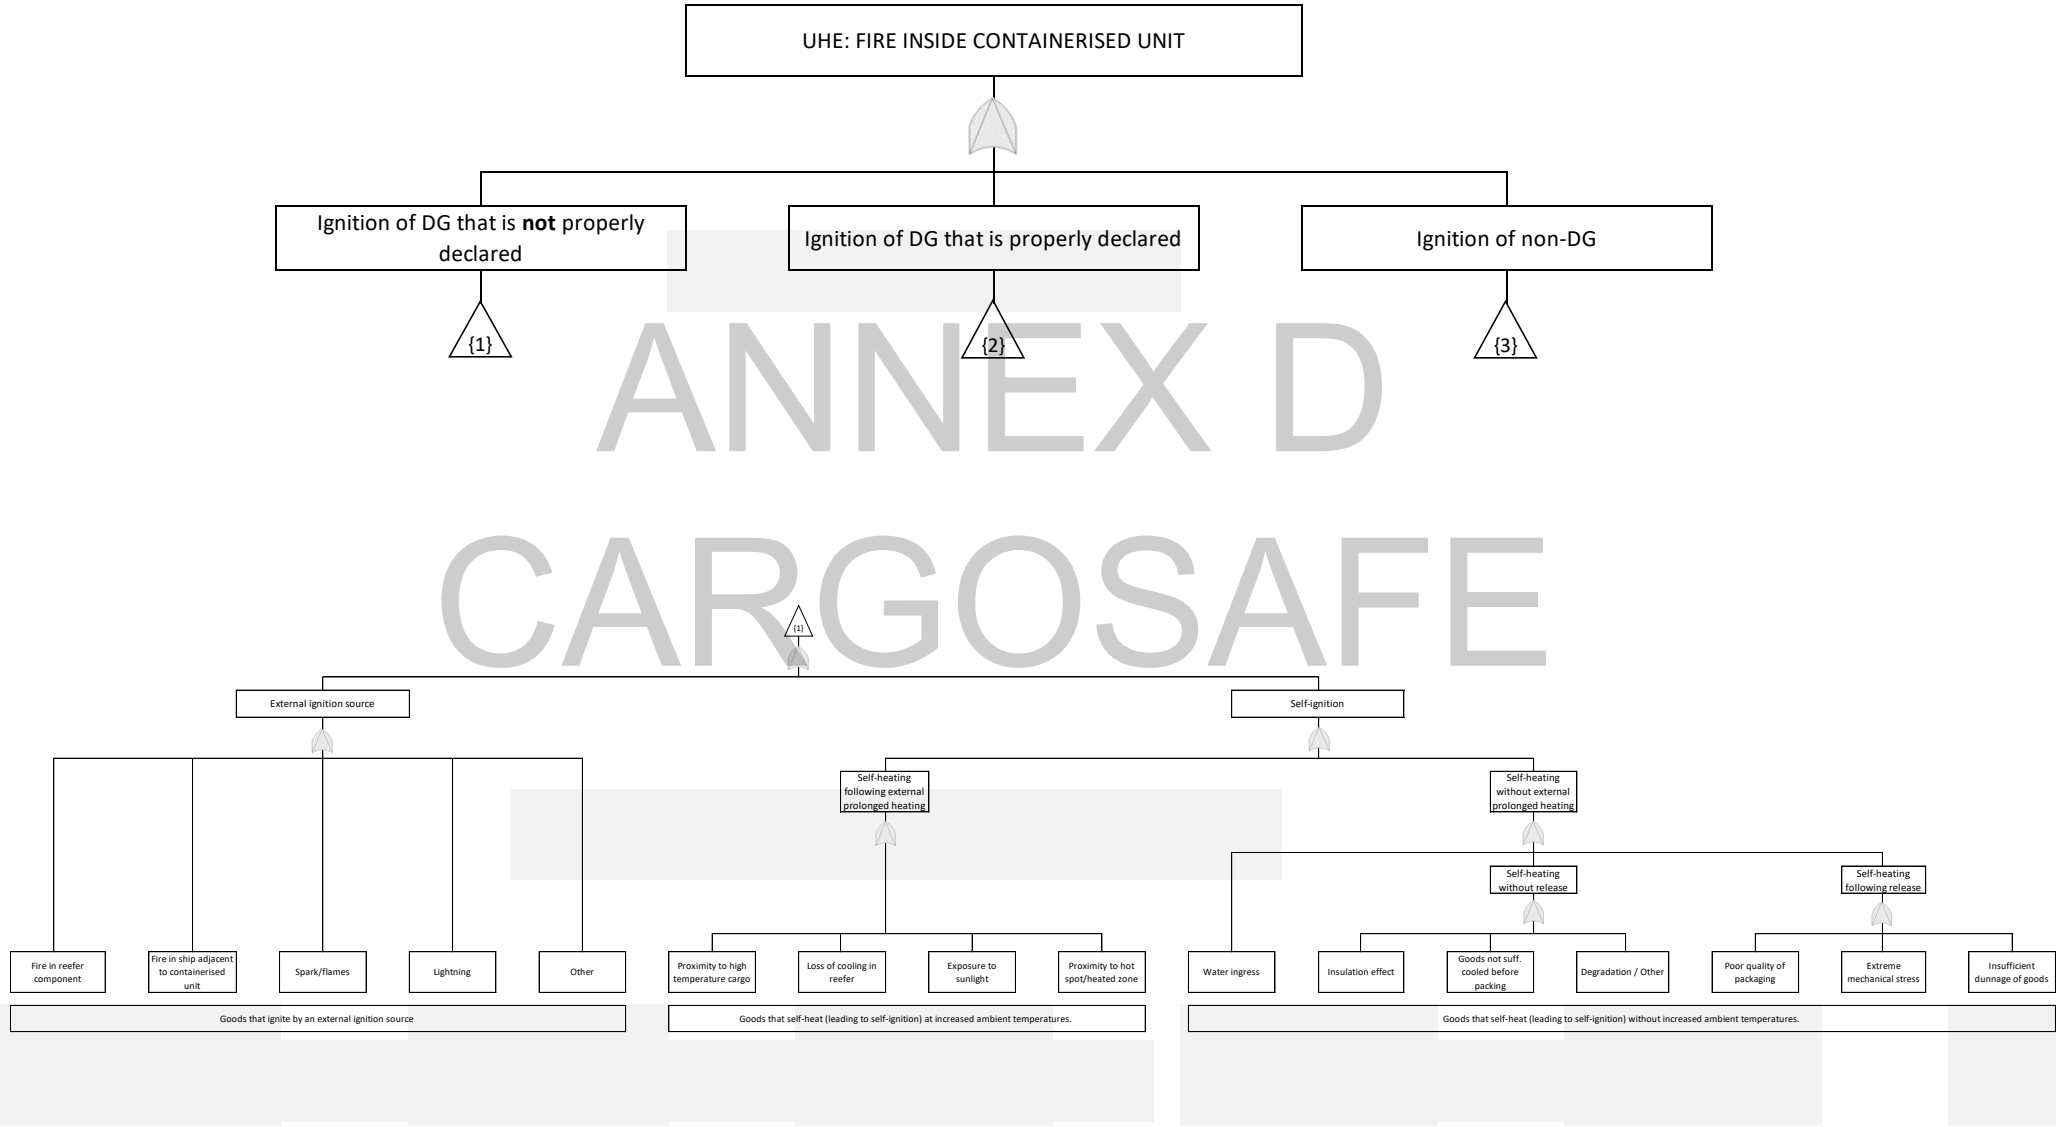 UHE: FIRE INSIDE CONTAINERISED UNIT
Ignition of DG that is not properly
declared
Ignition of DG that is properly declared
Ignition of non-DG
{1}
{2}
{3}
ANNEX D
CARGOSAFE
{1}
External ignition source
Self-ignition
Self-heating
following external
prolonged heating
Self-heating
without external
prolonged heating
Self-heating
without release
Self-heating
following release
Fire in reefer
component
Fire in ship adjacent
to containerised
unit
Spark/flames
Lightning
Other
Proximity to high
temperature cargo
Loss of cooling in
reefer
Exposure to
sunlight
Proximity to hot
spot/heated zone
Water ingress
Insulation effect
Goods not suff.
cooled before
packing
Degradation / Other
Poor quality of
packaging
Extreme
mechanical stress
Insufficient
dunnage of goods
Goods that ignite by an external ignition source
Goods that self-heat (leading to self-ignition) at increased ambient temperatures.
Goods that self-heat (leading to self-ignition) without increased ambient temperatures.